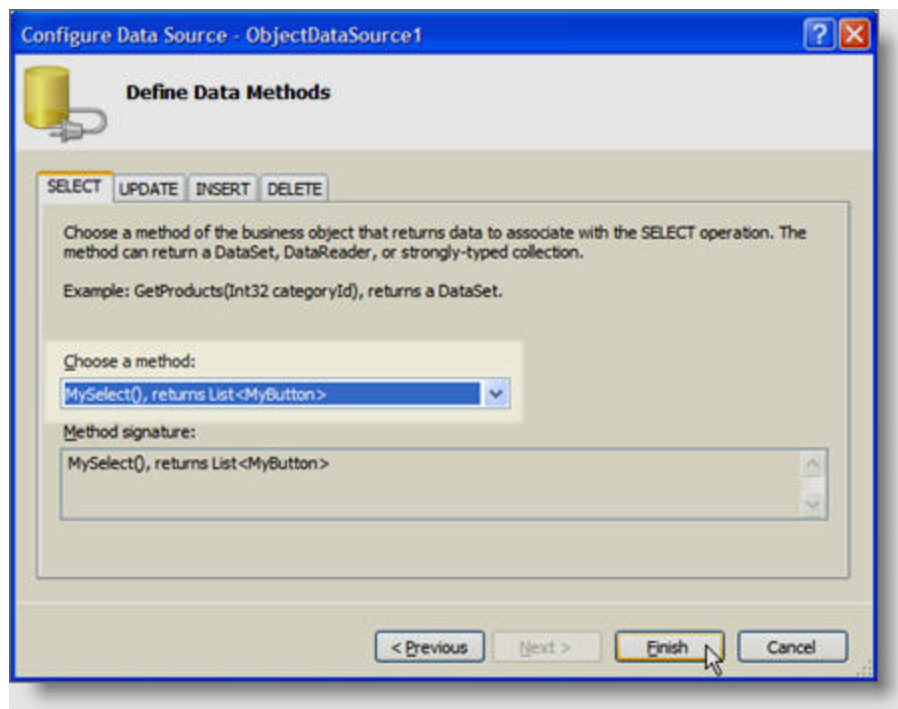 Configure Data Source - ObjectDataSource1
Define Data Methods
SELECT UPDATE INSERT DELETE
Choose a method of the business object that returns data to associate with the SELECT operation. The
method can return a DataSet, DataReader, or strongly-typed collection.
Example: GetProducts(Int32 categoryId), returns a DataSet.
Choose a method:
MySelect(), returns List<MyButton>
Method signature:
MySelect(), returns List<MyButton>
< Previous Next > Finish Cancel